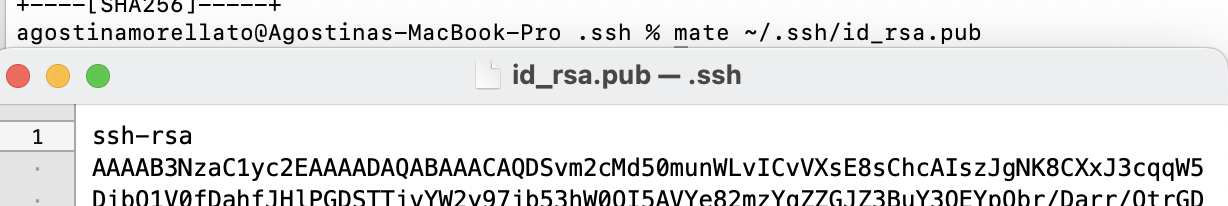 +----[SHA256]-----+
agostinamorellato@Agostinas-MacBook-Pro .ssh % mate ~/.ssh/id_rsa.pub
id_rsa.pub — .ssh
1 ssh-rsa
AAAAB3NzaC1yc2EAAAADAQABAAACAQDSvm2cMd50munWLvICvVXsE8sChcAIszJgNK8CXxJ3cqqW5